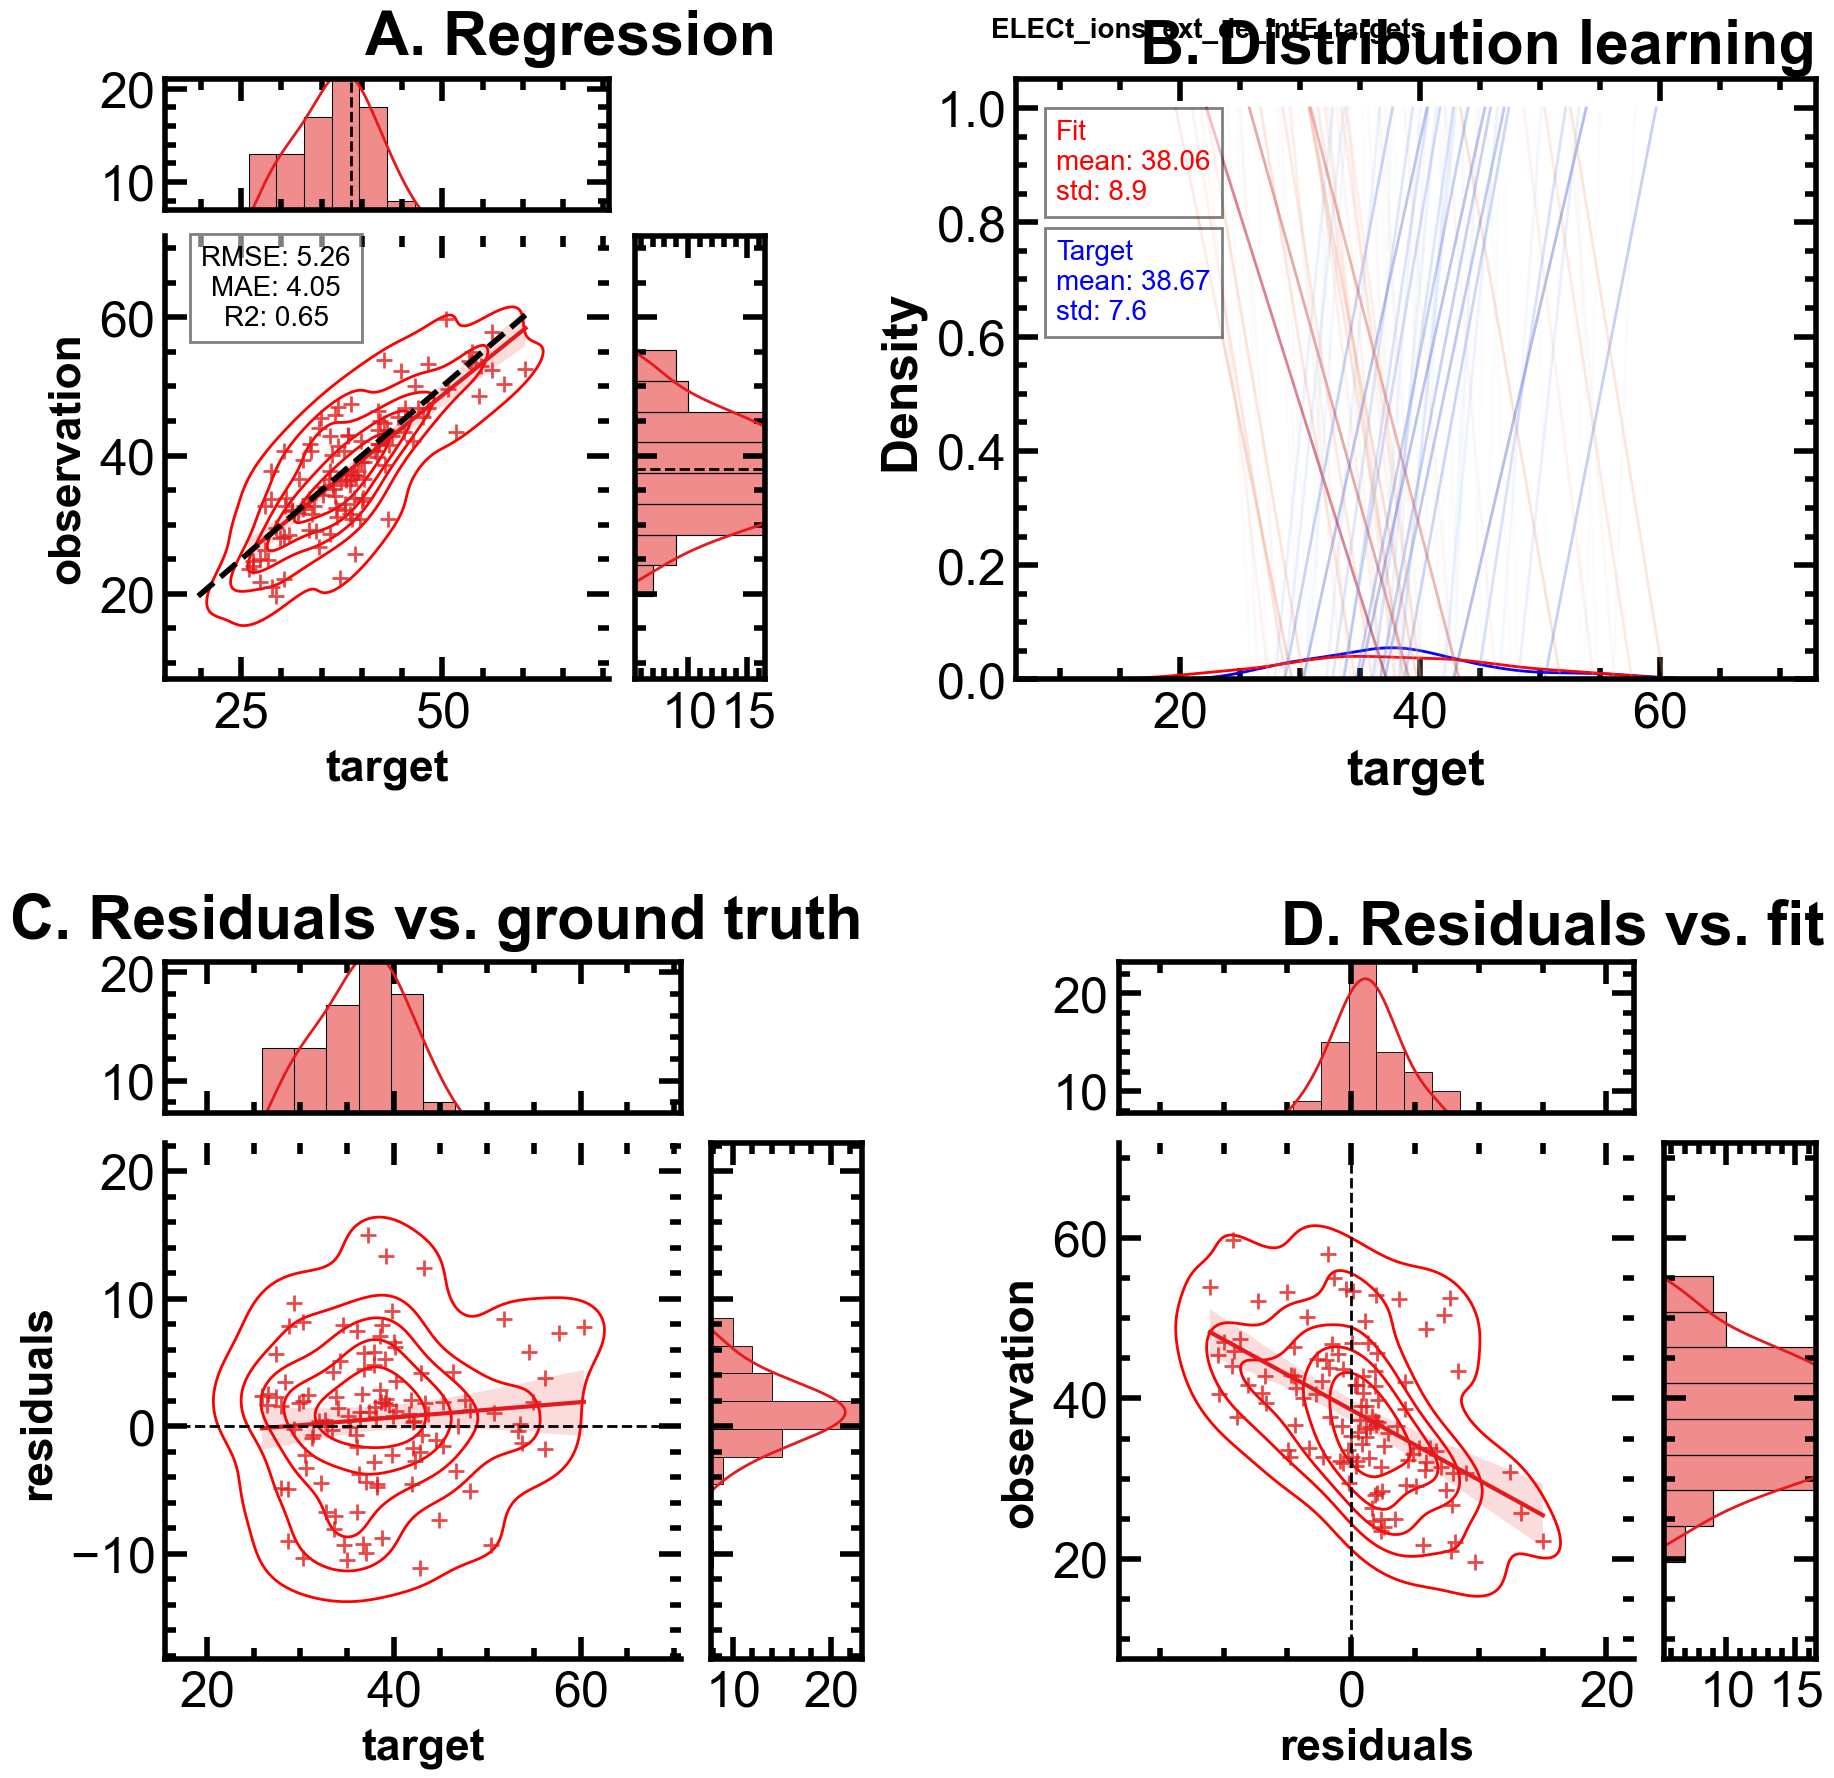 A. Regression
20
10
RMSE: 5.26
MAE: 4.05
R2: 0.65
observation
60
40
20
25
50
10
15
target
B. Distribution learning
Fit
mean: 38.06
std: 8.9
Target
mean: 38.67
std: 7.6
Density
1.0
0.8
0.6
0.4
0.2
0.0
20
40
60
target
C. Residuals vs. ground truth
20
10
residuals
20
10
0
−10
20
40
60
10
20
target
D. Residuals vs. fit
20
10
observation
60
40
20
0
20
10
15
residuals